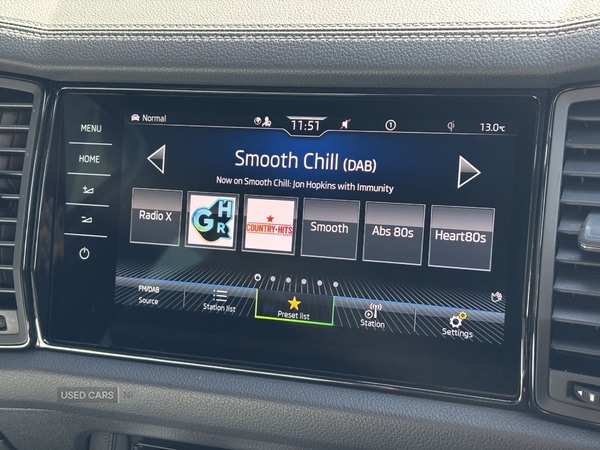 MENU
HOME
Normal
11:51
13.0°C
Smooth Chill (DAB)
Now on Smooth Chill: Jon Hopkins with Immunity
Radio X
GHR
COUNTRY HITS
Smooth
Abs 80s
Heart80s
FM/DAB
Source
Station list
Preset list
Station
Settings
USED CARS NI